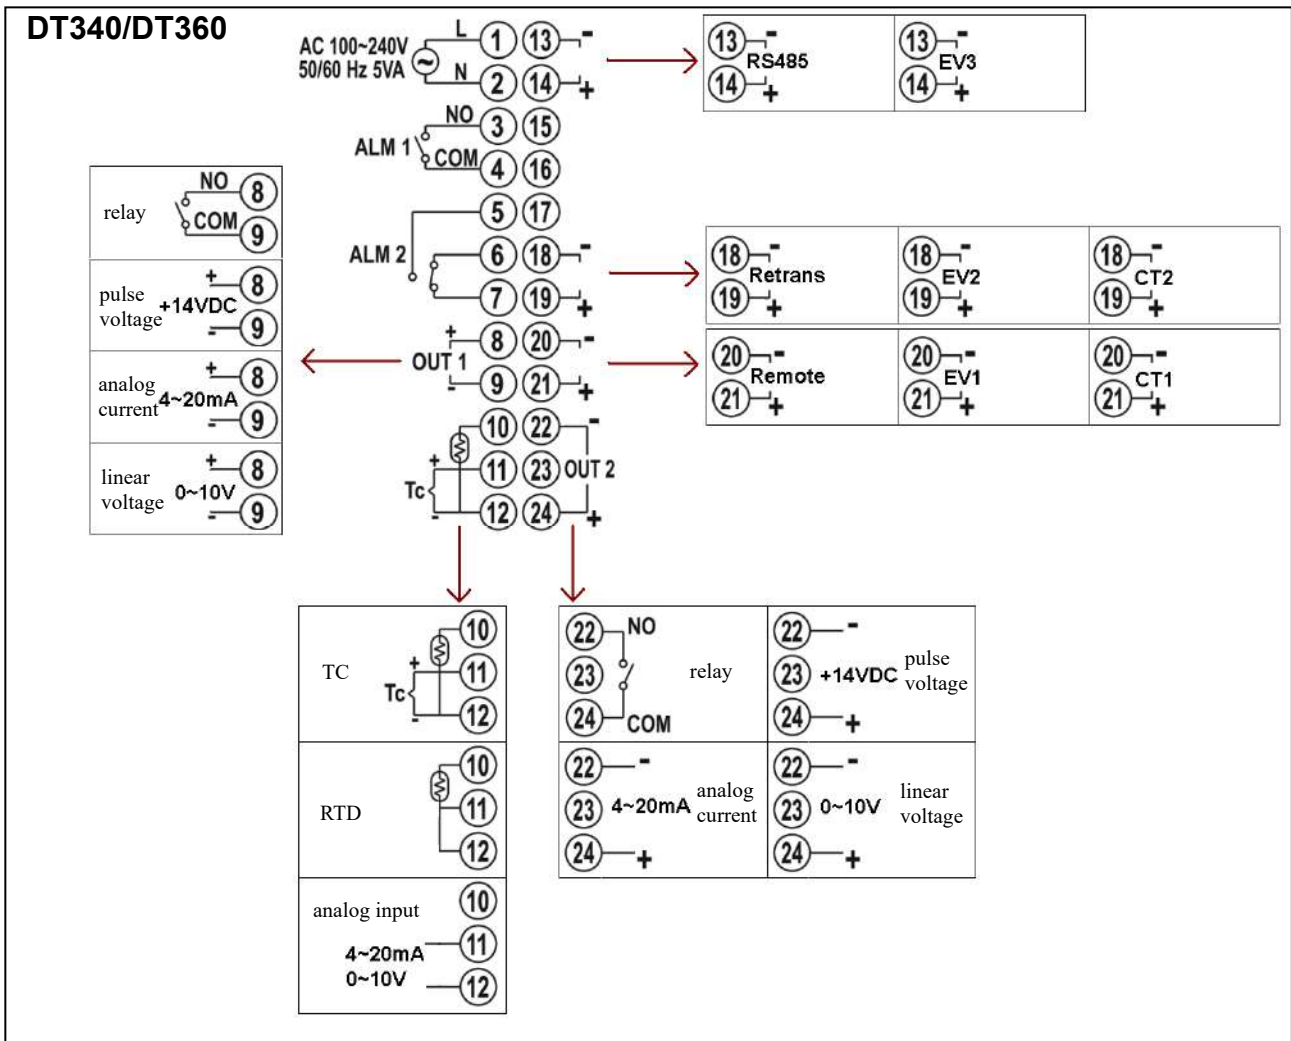 DT340/DT360
AC 100~240V
50/60 Hz 5VA
L
N
1 13 -
2 14 +
ALM 1
NO
COM
3 15
4 16
5 17
ALM 2
6 18 -
7 19 +
OUT 1
+
-
8 20 -
9 21 +
10 22 -
Tc
+
-
11 23 OUT 2
12 24 +
13 -
RS485
14 +
13 -
EV3
14 +
relay
NO 8
COM 9
pulse
voltage
+ 8
+14VDC
- 9
analog
current
+ 8
4~20mA
- 9
linear
voltage
+ 8
0~10V
- 9
18 -
Retrans
19 +
18 -
EV2
19 +
18 -
CT2
19 +
20 -
Remote
21 +
20 -
EV1
21 +
20 -
CT1
21 +
TC
10
+ 11
Tc
- 12
RTD
10
11
12
analog input
10
4~20mA 11
0~10V 12
22 NO
23 relay
24 COM
22 -
23 +14VDC
pulse
voltage
24 +
22 -
23 4~20mA
analog
current
24 +
22 -
23 0~10V
linear
voltage
24 +